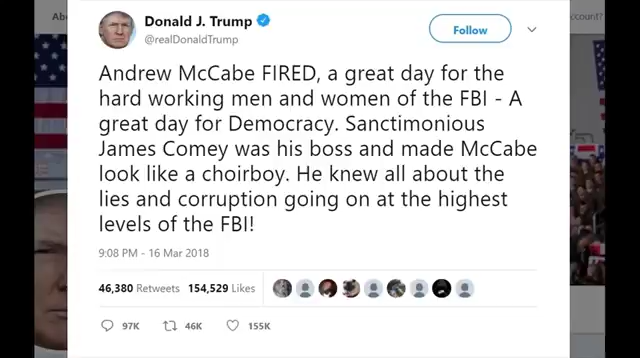 Ab
ccount?
Donald J. Trump
@realDonaldTrump
Follow
Andrew McCabe FIRED, a great day for the
hard working men and women of the FBI - A
great day for Democracy. Sanctimonious
James Comey was his boss and made McCabe
look like a choirboy. He knew all about the
lies and corruption going on at the highest
levels of the FBI!
9:08 PM - 16 Mar 2018
46,380 Retweets 154,529 Likes
97K 46K 155K